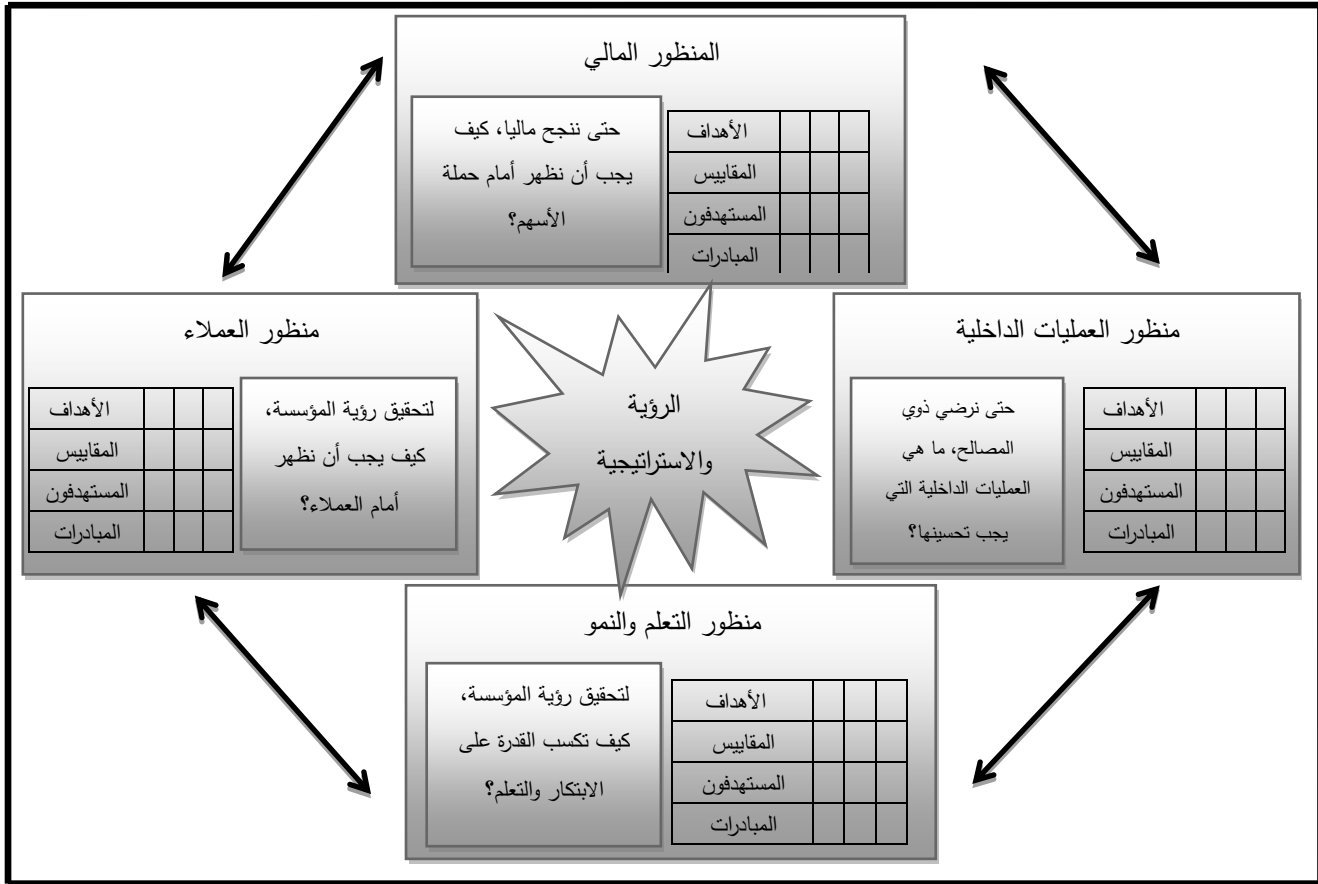 المنظور المالي
حتى ننجح ماليا، كيف
يجب أن نظهر أمام حملة
الأسهم؟
الأهداف
المقاييس
المستهدفون
المبادرات
منظور العمليات الداخلية
حتى نرضي ذوي
المصالح، ما هي
العمليات الداخلية التي
يجب تحسينها؟
الأهداف
المقاييس
المستهدفون
المبادرات
الرؤية
والاستراتيجية
منظور العملاء
لتحقيق رؤية المؤسسة،
كيف يجب أن نظهر
أمام العملاء؟
الأهداف
المقاييس
المستهدفون
المبادرات
منظور التعلم والنمو
لتحقيق رؤية المؤسسة،
كيف تكسب القدرة على
الابتكار والتعلم؟
الأهداف
المقاييس
المستهدفون
المبادرات